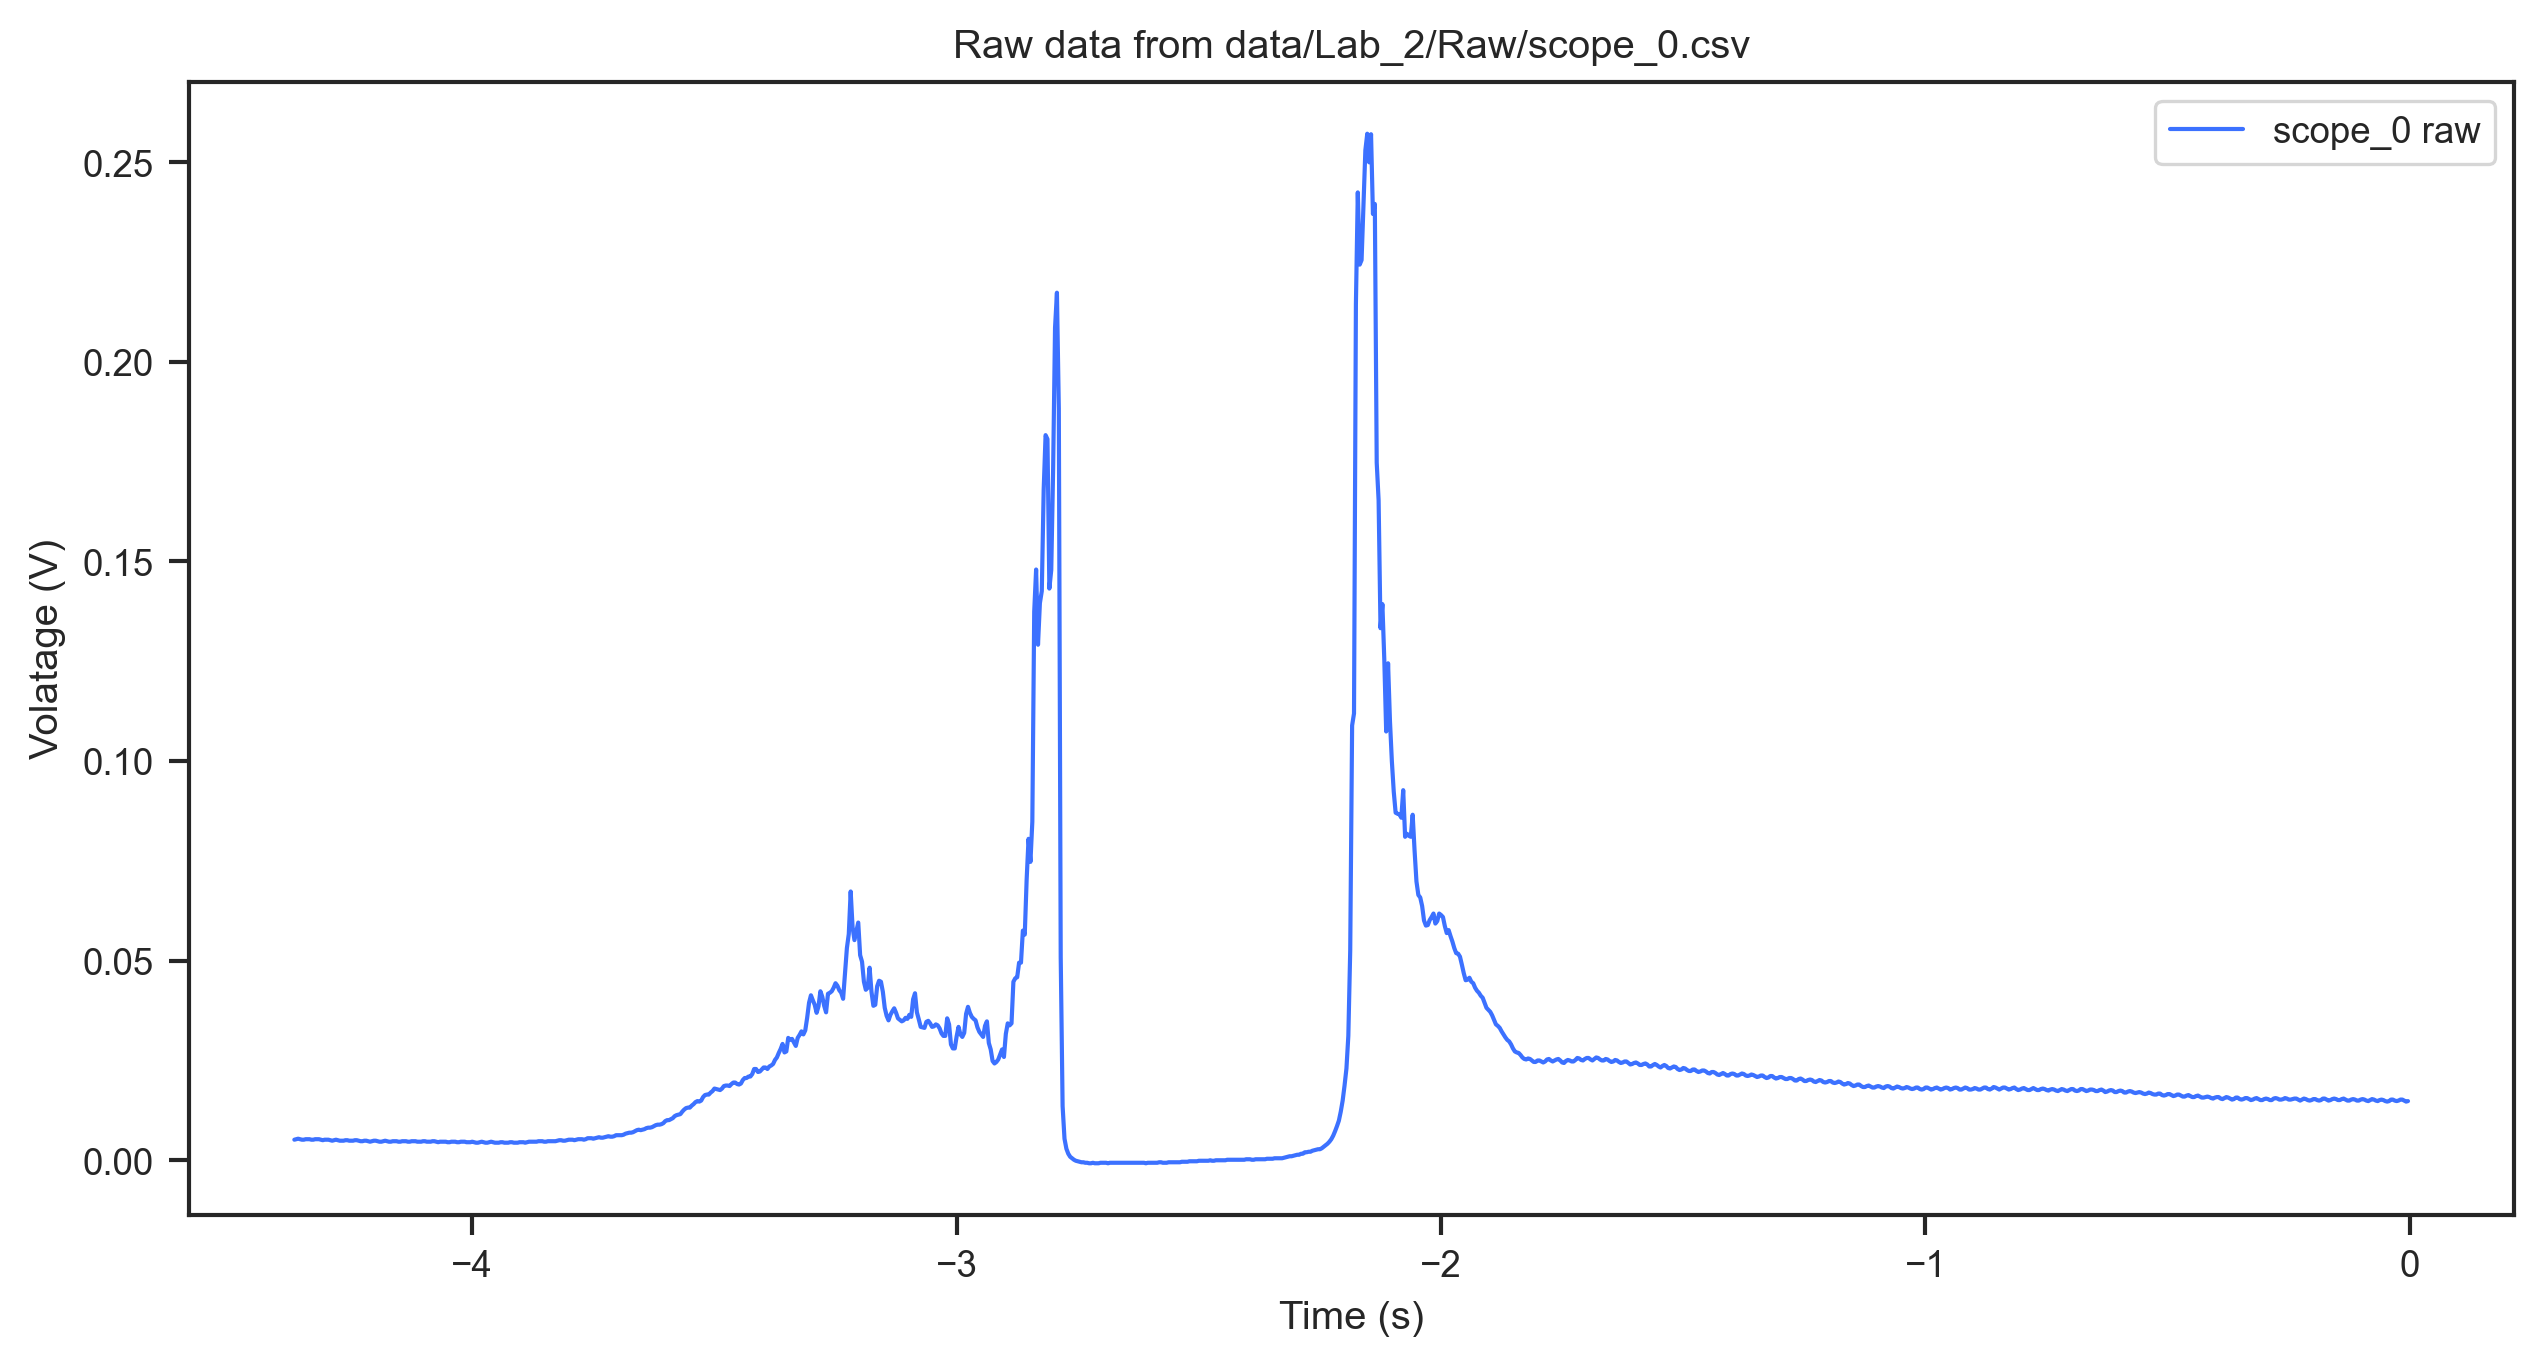 Raw data from data/Lab_2/Raw/scope_0.csv
scope_0 raw
0.25
0.20
0.15
0.10
0.05
0.00
Volatage (V)
−4
−3
−2
−1
0
Time (s)